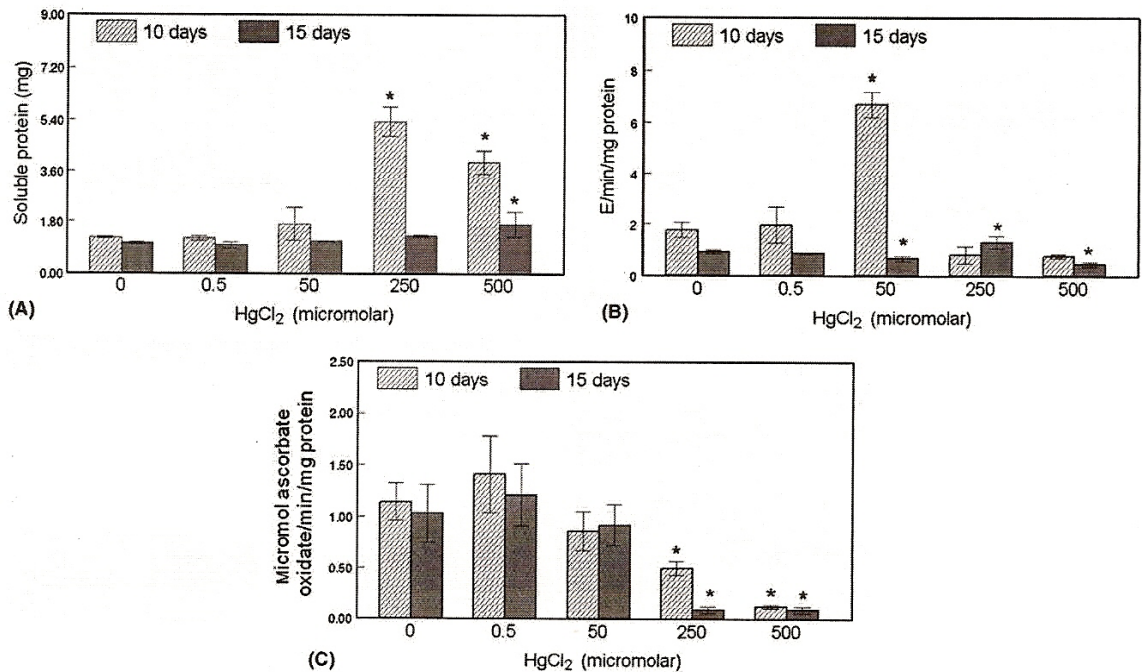 9.00
7.20
5.40
3.60
1.80
0.00
Soluble protein (mg)
10 days
15 days
*
*
*
0 0.5 50 250 500
HgCl₂ (micromolar)
(A)
10
8
6
4
2
0
E/min/mg protein
10 days
15 days
*
*
*
*
0 0.5 50 250 500
HgCl₂ (micromolar)
(B)
2.50
2.00
1.50
1.00
0.50
0.00
Micromol ascorbate
oxidate/min/mg protein
10 days
15 days
*
*
* *
0 0.5 50 250 500
HgCl₂ (micromolar)
(C)